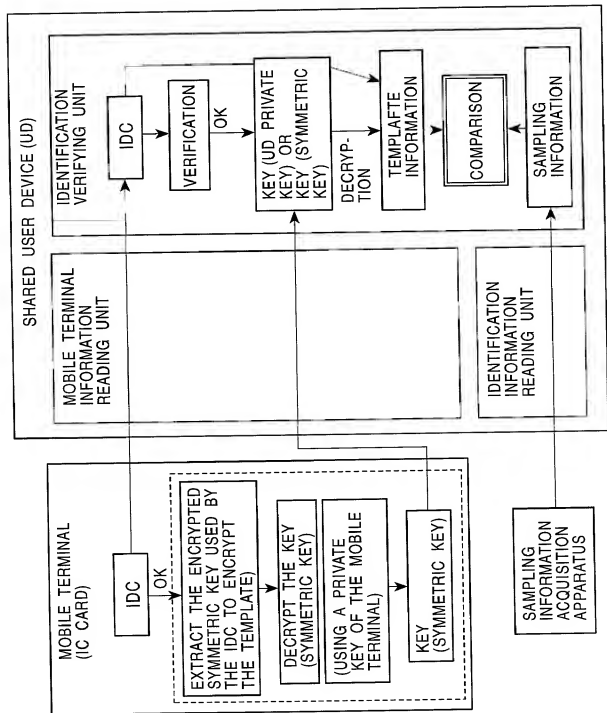 SHARED USER DEVICE (UD)
MOBILE TERMINAL
(IC CARD)
IDC
OK
EXTRACT THE ENCRYPTED
SYMMETRIC KEY USED BY
THE IDC TO ENCRYPT
THE TEMPLATE
DECRYPT THE KEY
(SYMMETRIC KEY)
(USING A PRIVATE
KEY OF THE MOBILE
TERMINAL)
KEY
(SYMMETRIC KEY)
SAMPLING
INFORMATION
ACQUISITION
APPARATUS
MOBILE TERMINAL
INFORMATION
READING UNIT
IDENTIFICATION
INFORMATION
READING UNIT
IDENTIFICATION
VERIFYING UNIT
IDC
VERIFICATION
OK
KEY (UD PRIVATE
KEY) OR
KEY (SYMMETRIC
KEY)
DECRYP-
TION
TEMPLAFTE
INFORMATION
COMPARISON
SAMPLING
INFORMATION